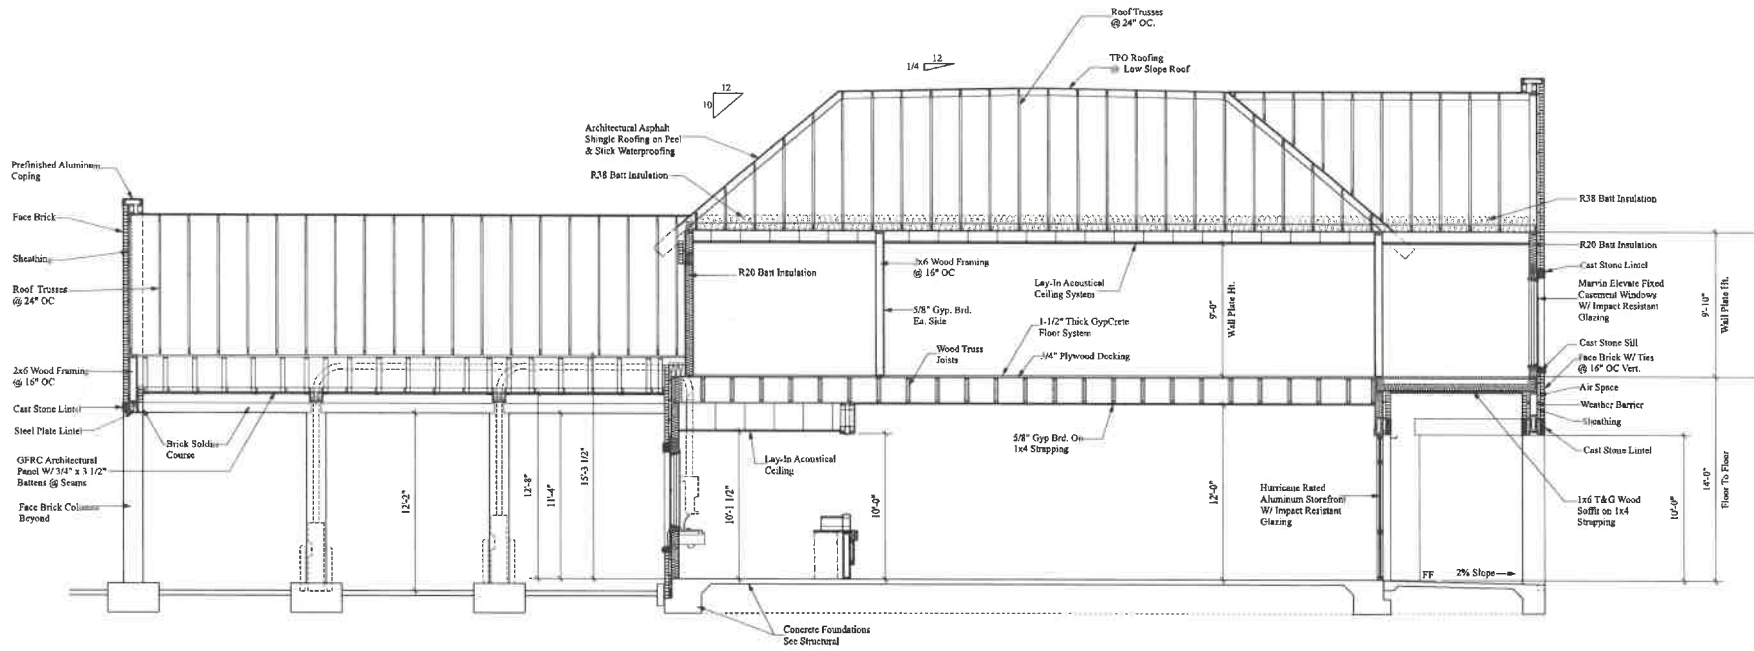 Roof Trusses
@ 24" OC.
12
1/4
TPO Roofing
@ Low Slope Roof
12
10
Architectural Asphalt
Shingle Roofing on Peel
& Stick Waterproofing
R38 Batt Insulation
Prefinished Aluminum
Coping
Face Brick
Sheathing
Roof Trusses
@ 24" OC
2x6 Wood Framing
@ 16" OC
Cast Stone Lintel
Steel Plate Lintel
GFRC Architectural
Panel W/ 3/4" x 3 1/2"
Battens @ Seams
Face Brick Columns
Beyond
Brick Soldier
Course
12'-2"
12'-8"
11'-4"
15'-3 1/2"
R20 Batt Insulation
2x6 Wood Framing
@ 16" OC
5/8" Gyp. Brd.
Ea. Side
Lay-In Acoustical
Ceiling System
1-1/2" Thick GypCrete
Floor System
Wood Truss
Joists
3/4" Plywood Decking
9'-0"
Wall Plate Ht.
Lay-In Acoustical
Ceiling
5/8" Gyp Brd. On
1x4 Strapping
10'-1 1/2"
10'-0"
12'-0"
Hurricane Rated
Aluminum Storefront
W/ Impact Resistant
Glazing
R38 Batt Insulation
R20 Batt Insulation
Cast Stone Lintel
Marvin Elevate Fixed
Casement Windows
W/ Impact Resistant
Glazing
Cast Stone Sill
Face Brick W/ Ties
@ 16" OC Vert.
Air Space
Weather Barrier
Sheathing
Cast Stone Lintel
1x6 T&G Wood
Soffit on 1x4
Strapping
9'-10"
Wall Plate Ht.
14'-0"
Floor To Floor
10'-0"
FF
2% Slope
Concrete Foundations
See Structural